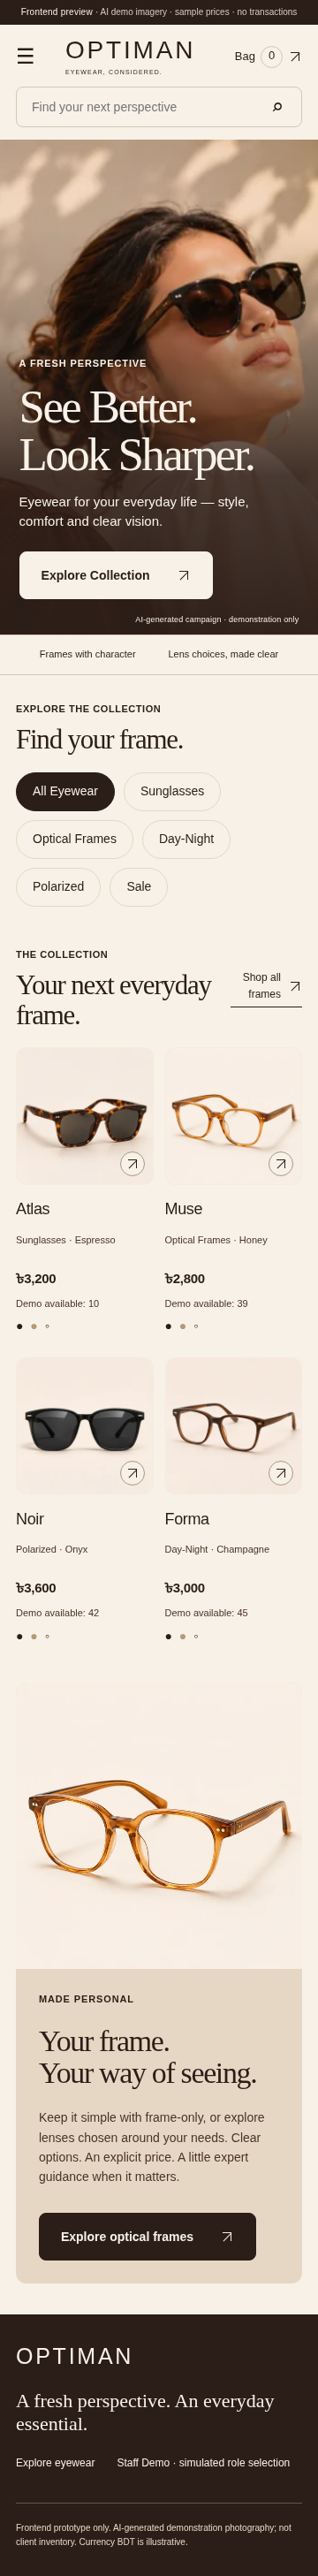 Frontend preview · AI demo imagery · sample prices · no transactions
OPTIMAN
EYEWEAR, CONSIDERED.
Bag 0
Find your next perspective
A FRESH PERSPECTIVE
See Better.
Look Sharper.
Eyewear for your everyday life — style,
comfort and clear vision.
Explore Collection
AI-generated campaign · demonstration only
Frames with character
Lens choices, made clear
EXPLORE THE COLLECTION
Find your frame.
All Eyewear
Sunglasses
Optical Frames
Day-Night
Polarized
Sale
THE COLLECTION
Your next everyday
frame.
Shop all
frames
Atlas
Sunglasses · Espresso
৳3,200
Demo available: 10
Muse
Optical Frames · Honey
৳2,800
Demo available: 39
Noir
Polarized · Onyx
৳3,600
Demo available: 42
Forma
Day-Night · Champagne
৳3,000
Demo available: 45
MADE PERSONAL
Your frame.
Your way of seeing.
Keep it simple with frame-only, or explore
lenses chosen around your needs. Clear
options. An explicit price. A little expert
guidance when it matters.
Explore optical frames
OPTIMAN
A fresh perspective. An everyday
essential.
Explore eyewear
Staff Demo · simulated role selection
Frontend prototype only. AI-generated demonstration photography; not
client inventory. Currency BDT is illustrative.